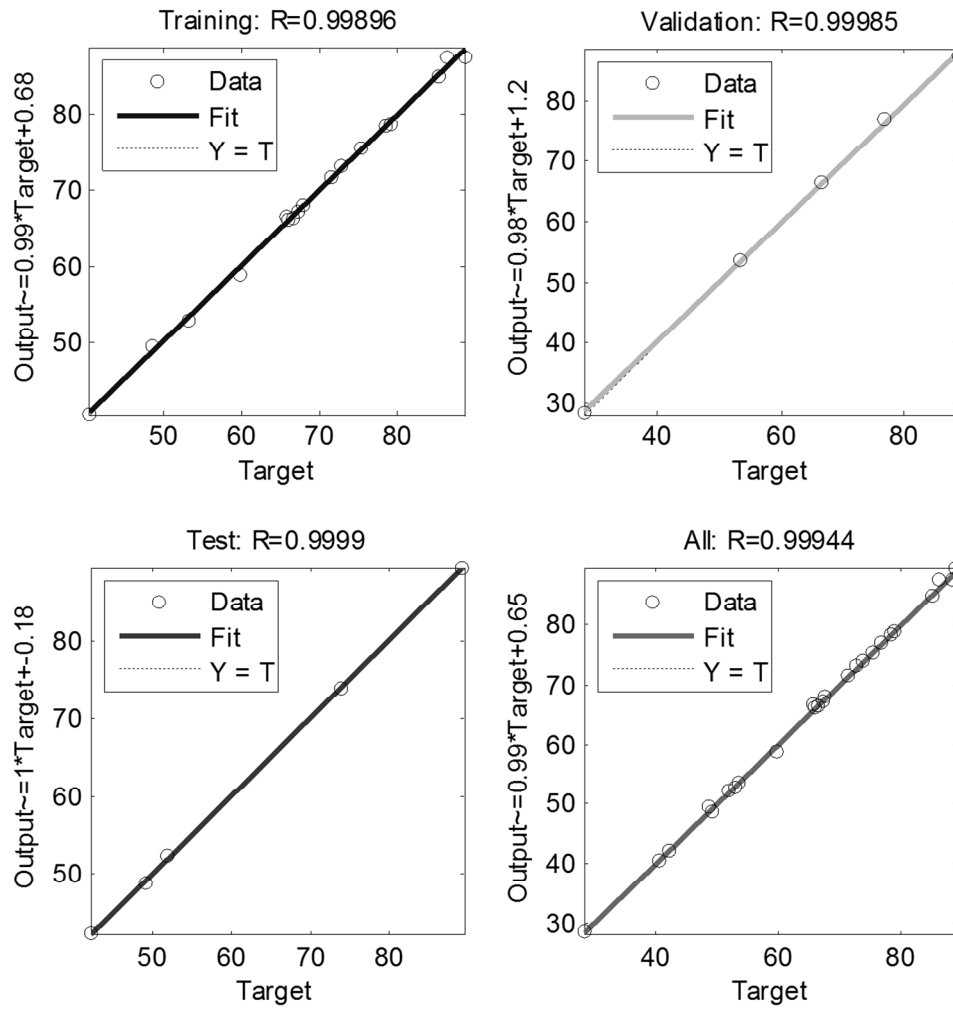 Training: R=0.99896
Output~=0.99*Target+0.68
Data
Fit
Y = T
80
70
60
50
50 60 70 80
Target
Validation: R=0.99985
Output~=0.98*Target+1.2
Data
Fit
Y = T
80
70
60
50
40
30
40 60 80
Target
Test: R=0.9999
Output~=1*Target+-0.18
Data
Fit
Y = T
80
70
60
50
50 60 70 80
Target
All: R=0.99944
Output~=0.99*Target+0.65
Data
Fit
Y = T
80
70
60
50
40
30
40 60 80
Target